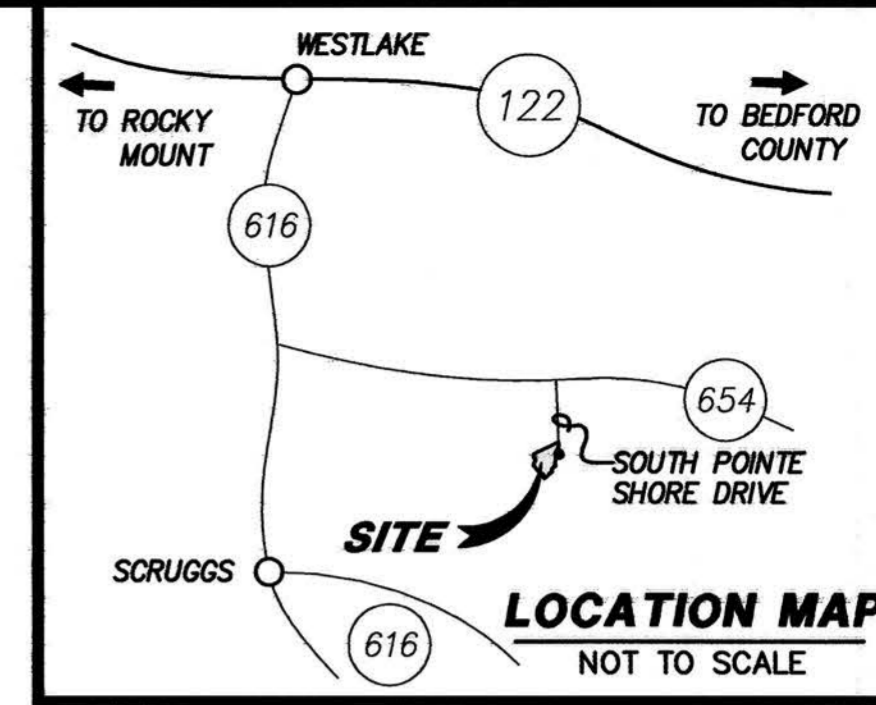 WESTLAKE
122
TO ROCKY
MOUNT
TO BEDFORD
COUNTY
616
654
SOUTH POINTE
SHORE DRIVE
SITE
SCRUGGS
616
LOCATION MAP
NOT TO SCALE